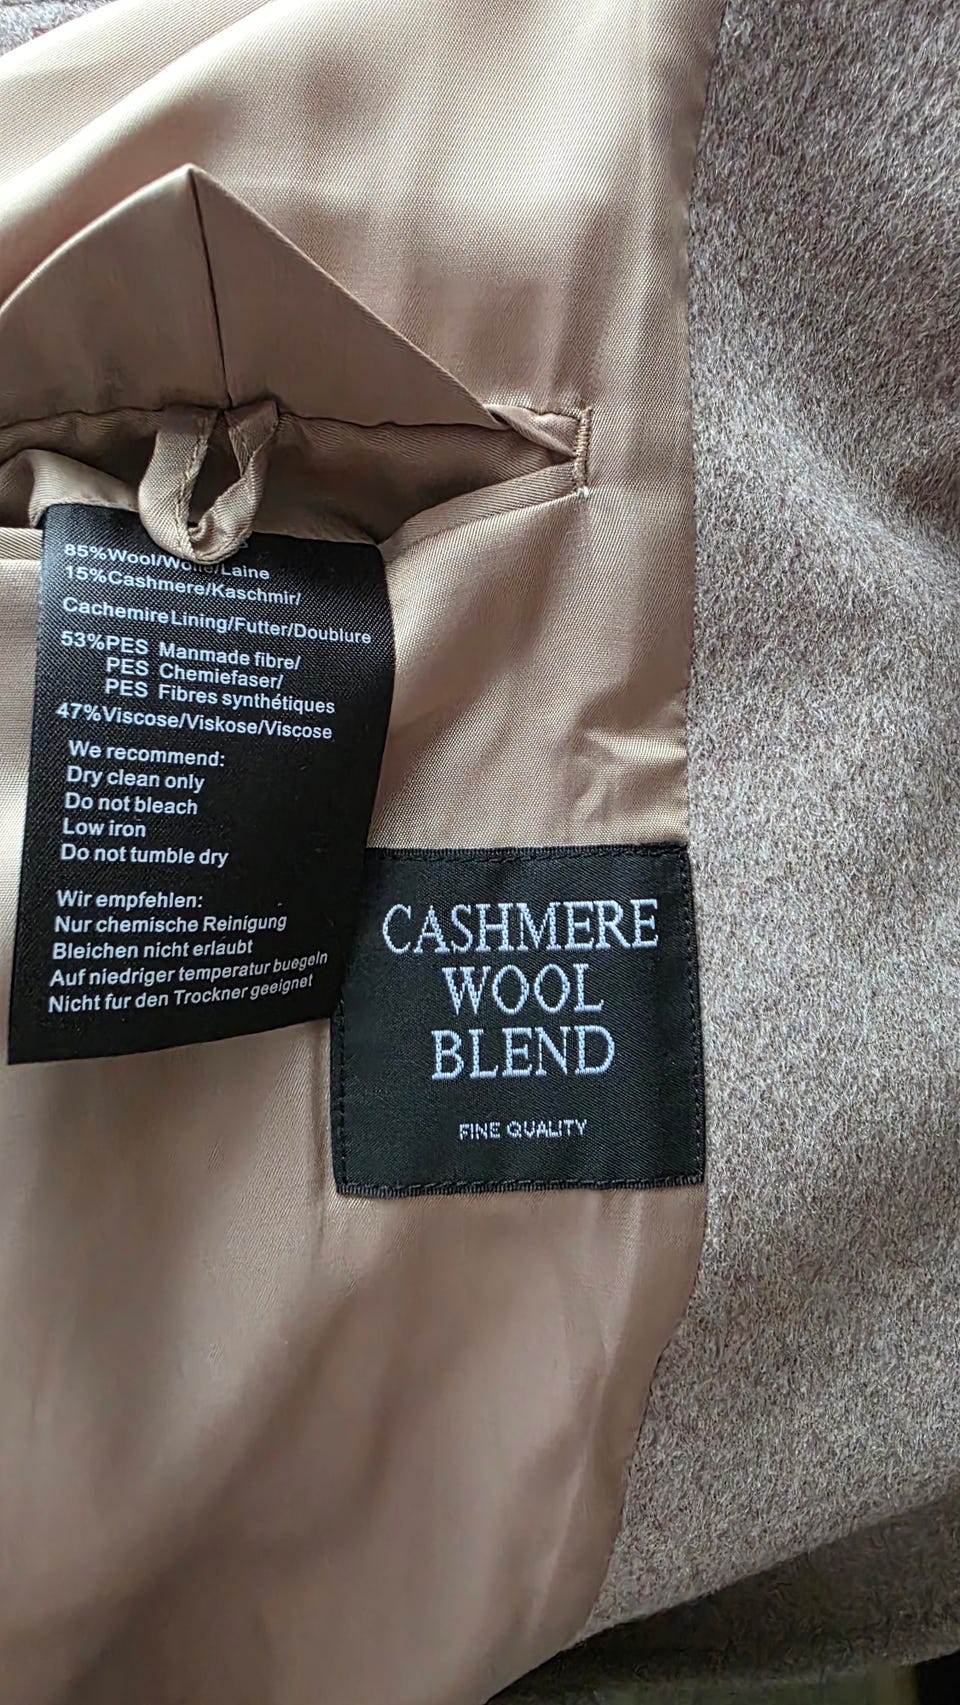 85%Wool/Wolle/Laine
15%Cashmere/Kaschmir/
Cachemire Lining/Futter/Doublure
53%PES Manmade fibre/
PES Chemiefaser/
PES Fibres synthétiques
47%Viscose/Viskose/Viscose
We recommend:
Dry clean only
Do not bleach
Low iron
Do not tumble dry
Wir empfehlen:
Nur chemische Reinigung
Bleichen nicht erlaubt
Auf niedriger temperatur buegeln
Nicht fur den Trockner geeignet
CASHMERE
WOOL
BLEND
FINE QUALITY